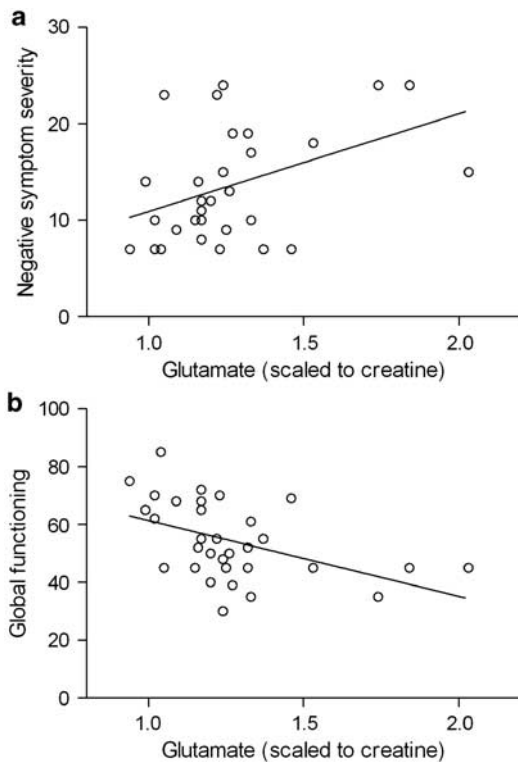 a
30
20
10
0
Negative symptom severity
1.0 1.5 2.0
Glutamate (scaled to creatine)
b
100
80
60
40
20
0
Global functioning
1.0 1.5 2.0
Glutamate (scaled to creatine)